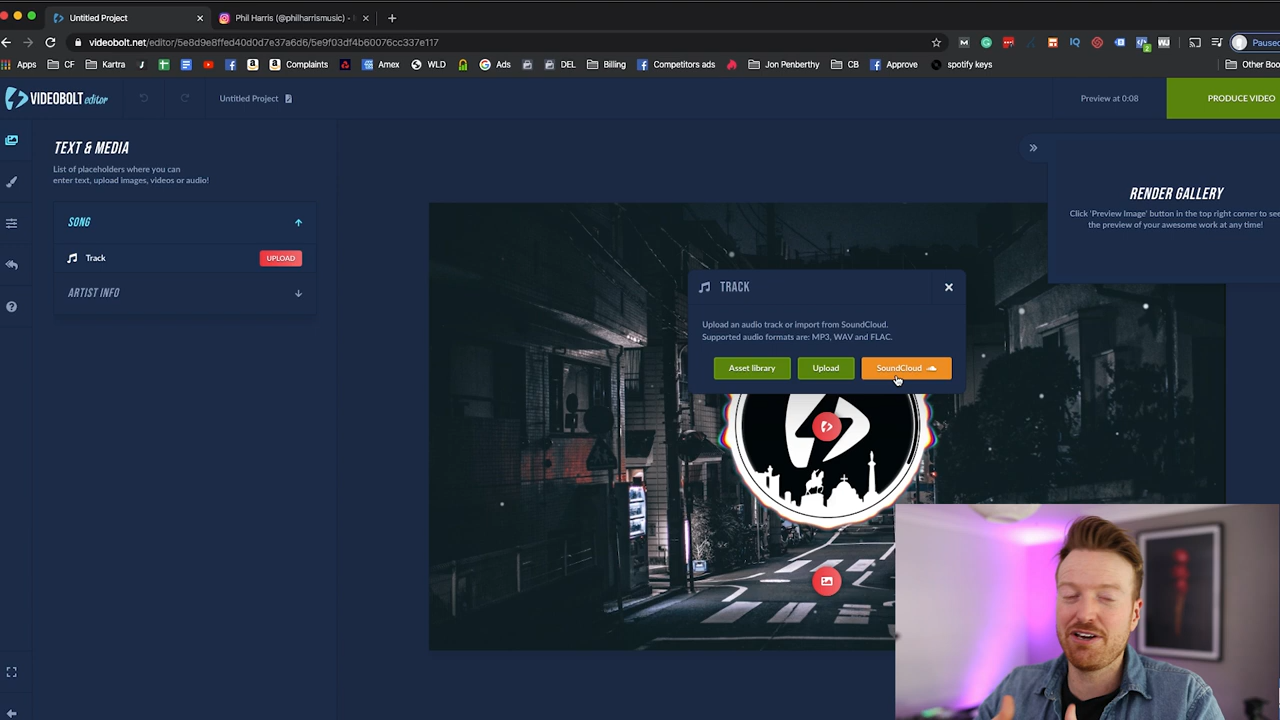 Untitled Project
Phil Harris (@philharrismusic) -
videobolt.net/editor/5e8d9e8ffed40d0d7e37a6d6/5e9f03df4b60076cc337e117
Paused
Apps
CF
Kartra
Complaints
Amex
WLD
Ads
DEL
Billing
Competitors ads
Jon Penberthy
CB
Approve
spotify keys
Other Boo
VIDEOBOLT editor
Untitled Project
Preview at 0:08
PRODUCE VIDEO
TEXT & MEDIA
List of placeholders where you can
enter text, upload images, videos or audio!
SONG
Track
UPLOAD
ARTIST INFO
RENDER GALLERY
Click 'Preview Image' button in the top right corner to see
the preview of your awesome work at any time!
TRACK
Upload an audio track or import from SoundCloud.
Supported audio formats are: MP3, WAV and FLAC.
Asset library
Upload
SoundCloud